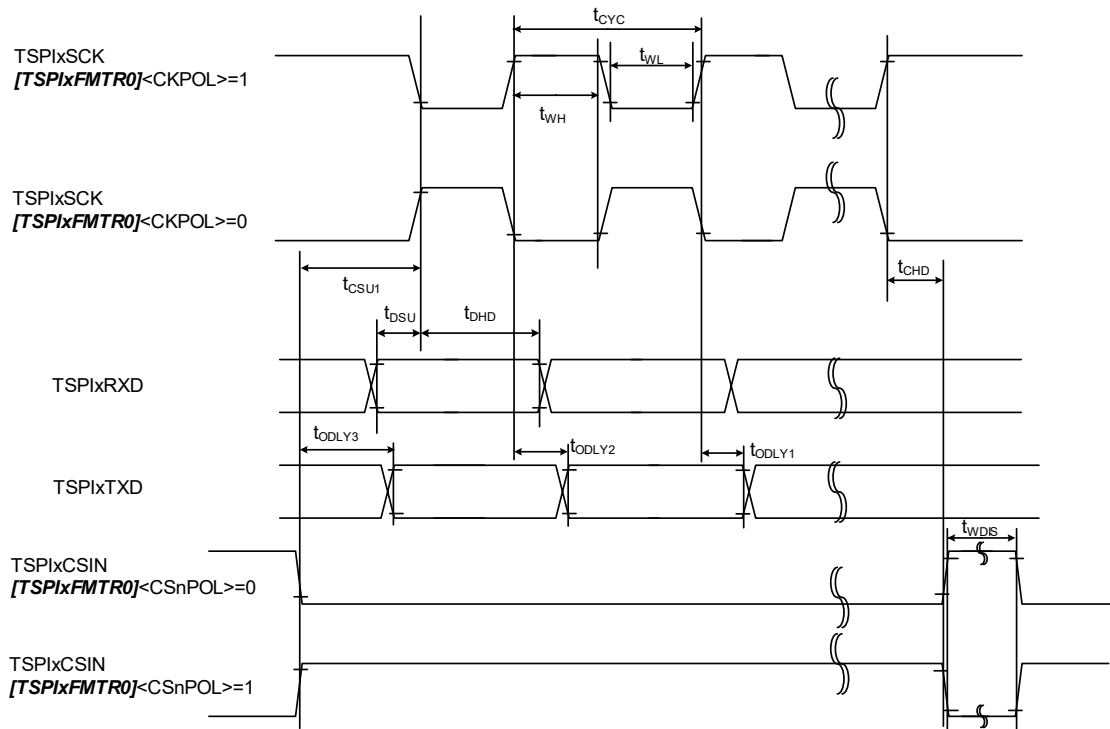 tCYC
TSPIxSCK
[TSPIxFMTR0]<CKPOL>=1
tWL
tWH
TSPIxSCK
[TSPIxFMTR0]<CKPOL>=0
tCSU1
tCHD
tDSU
tDHD
TSPIxRXD
tODLY3
tODLY2
tODLY1
TSPIxTXD
tWDIS
TSPIxCSIN
[TSPIxFMTR0]<CSnPOL>=0
TSPIxCSIN
[TSPIxFMTR0]<CSnPOL>=1